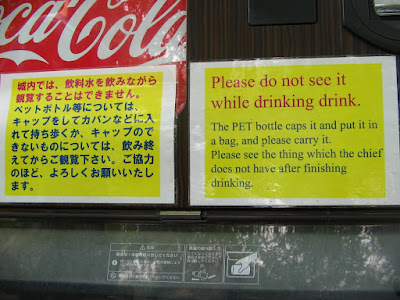 Coca-Cola
城内では、飲料水を飲みながら
観覧することはできません。
ペットボトル等については、
キャップをしてカバンなどに入
れて持ち歩くか、キャップので
きないものについては、飲み終
えてからご観覧下さい。ご協力
のほど、よろしくお願いいたし
ます。
Please do not see it
while drinking drink.
The PET bottle caps it and put it in
a bag, and please carry it.
Please see the thing which the chief
does not have after finishing
drinking.